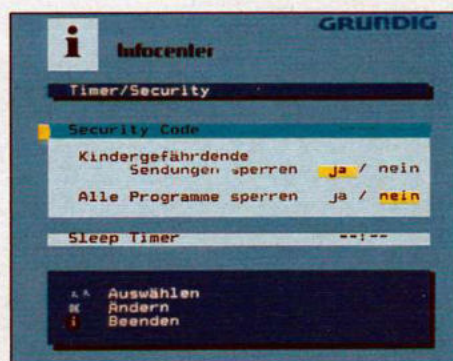 GRUNDIG
i Infocenter
Timer/Security
Security Code ----
Kindergefährdende
Sendungen sperren ja / nein
Alle Programme sperren ja / nein
Sleep Timer --:--
Auswählen
OK Ändern
i Beenden